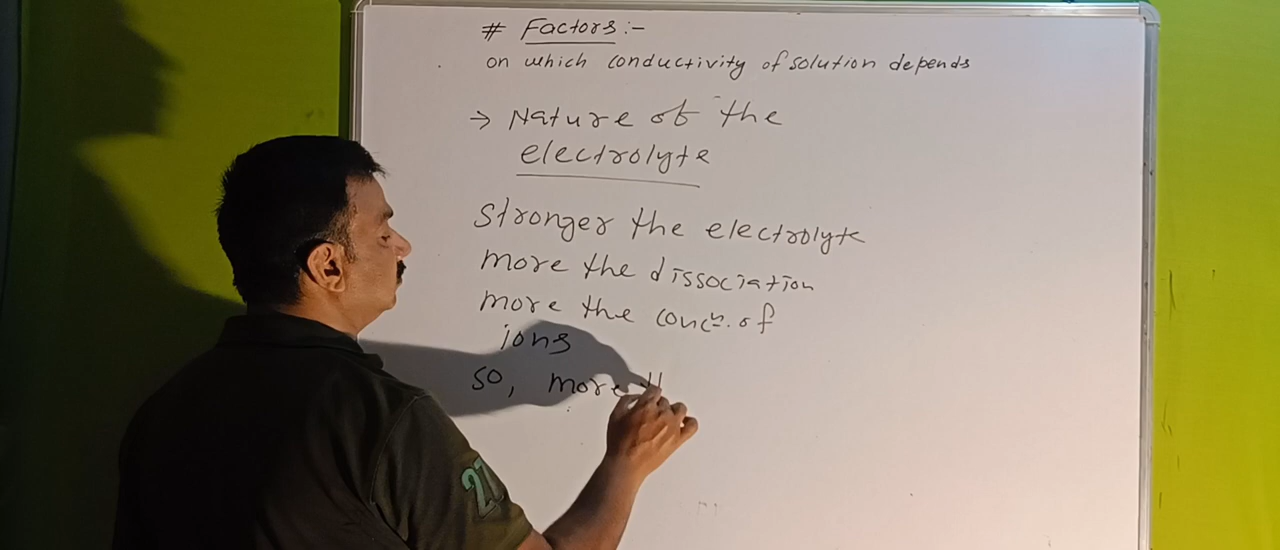 # Factors :-
on which conductivity of solution depends
→ Nature of the
electrolyte
stronger the electrolyte
more the dissociation
more the concn. of
ions
so, more
27